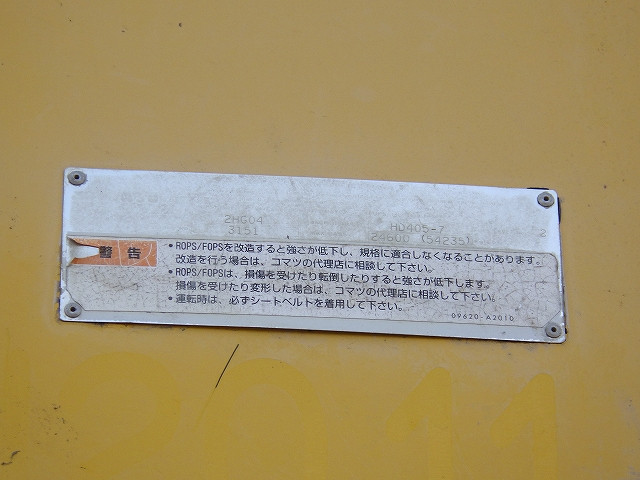 2HG04 HD405-7
3151 24600 (54235) 2
警告
• ROPS/FOPSを改造すると強さが低下し、規格に適合しなくなることがあります。
改造を行う場合は、コマツの代理店に相談して下さい。
• ROPS/FOPSは、損傷を受けたり転倒したりすると強さが低下します。
損傷を受けたり変形した場合は、コマツの代理店に相談して下さい。
• 運転時は、必ずシートベルトを着用して下さい。
09620-A2010
2011